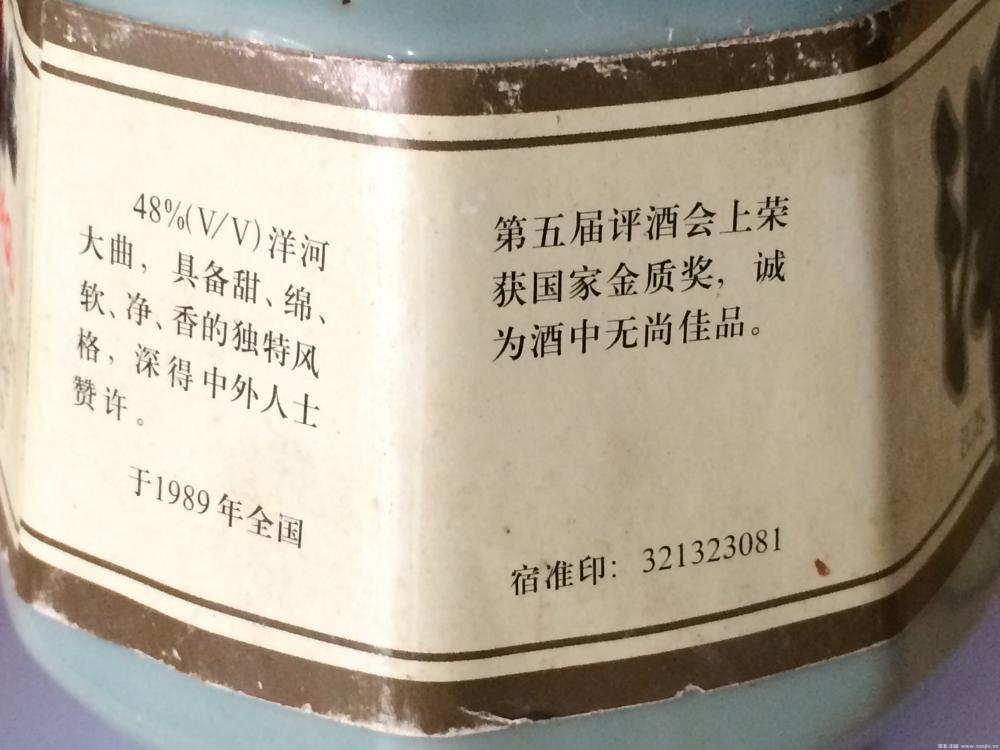 48%(V/V)洋河
大曲，具备甜、绵、
软、净、香的独特风
格，深得中外人士
赞许。
于1989年全国
第五届评酒会上荣
获国家金质奖，诚
为酒中无尚佳品。
宿准印：321323081